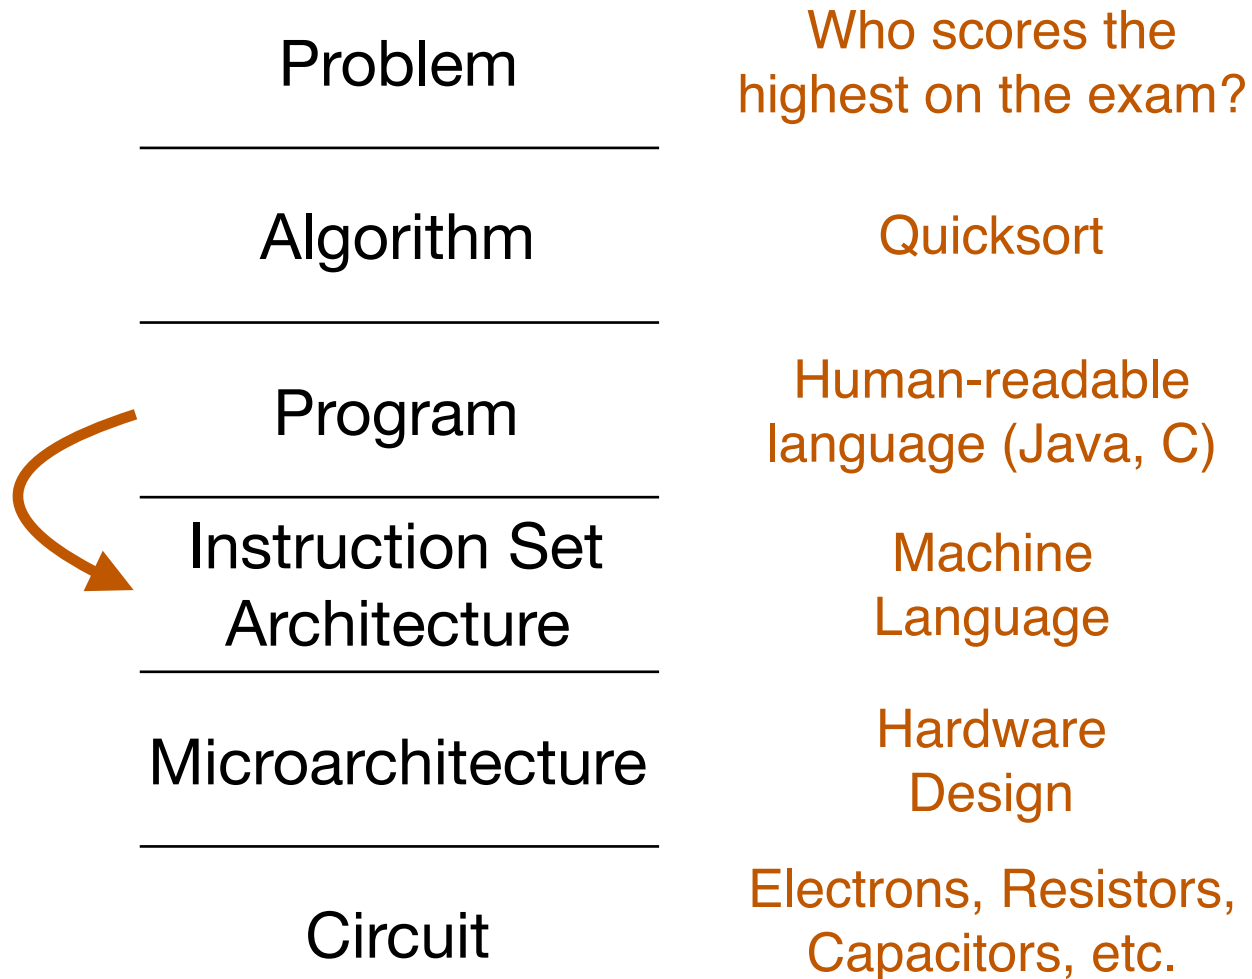 Problem
Who scores the
highest on the exam?
Algorithm
Quicksort
Program
Human-readable
language (Java, C)
Instruction Set
Architecture
Machine
Language
Microarchitecture
Hardware
Design
Circuit
Electrons, Resistors,
Capacitors, etc.